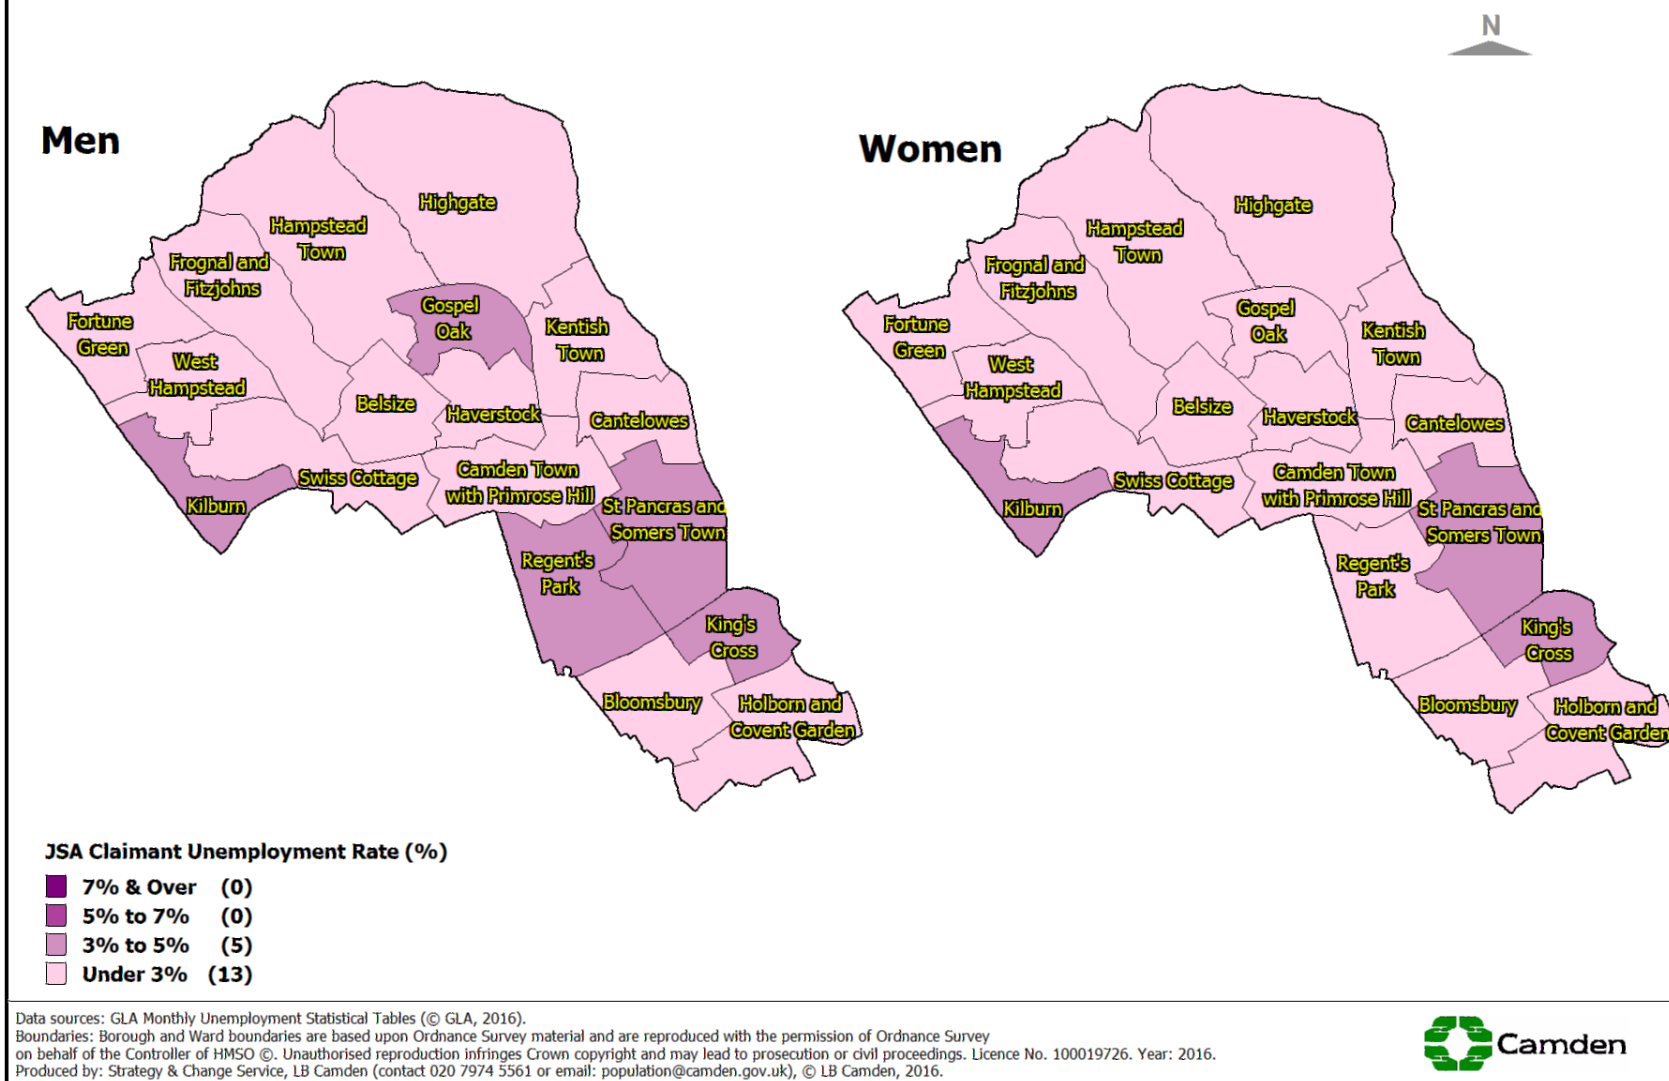 N
Men
Highgate
Hampstead
Town
Frognal and
Fitzjohns
Gospel
Oak
Fortune
Green
Kentish
Town
West
Hampstead
Belsize
Haverstock
Cantelowes
Camden Town
with Primrose Hill
Swiss Cottage
Kilburn
St Pancras and
Somers Town
Regent's
Park
King's
Cross
Bloomsbury
Holborn and
Covent Garden
Women
Highgate
Hampstead
Town
Frognal and
Fitzjohns
Gospel
Oak
Fortune
Green
Kentish
Town
West
Hampstead
Belsize
Haverstock
Cantelowes
Camden Town
with Primrose Hill
Swiss Cottage
Kilburn
St Pancras and
Somers Town
Regent's
Park
King's
Cross
Bloomsbury
Holborn and
Covent Garden
JSA Claimant Unemployment Rate (%)
7% & Over (0)
5% to 7% (0)
3% to 5% (5)
Under 3% (13)
Data sources: GLA Monthly Unemployment Statistical Tables (© GLA, 2016).
Boundaries: Borough and Ward boundaries are based upon Ordnance Survey material and are reproduced with the permission of Ordnance Survey
on behalf of the Controller of HMSO ©. Unauthorised reproduction infringes Crown copyright and may lead to prosecution or civil proceedings. Licence No. 100019726. Year: 2016.
Produced by: Strategy & Change Service, LB Camden (contact 020 7974 5561 or email: population@camden.gov.uk), © LB Camden, 2016.
Camden